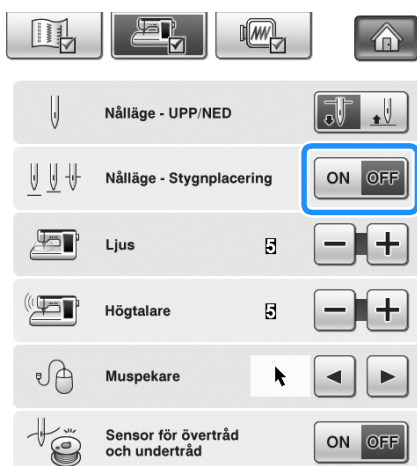 Nålläge - UPP/NED
Nålläge - Stygnplacering
ON OFF
Ljus 5
Högtalare 5
Muspekare
Sensor för övertråd
och undertråd
ON OFF